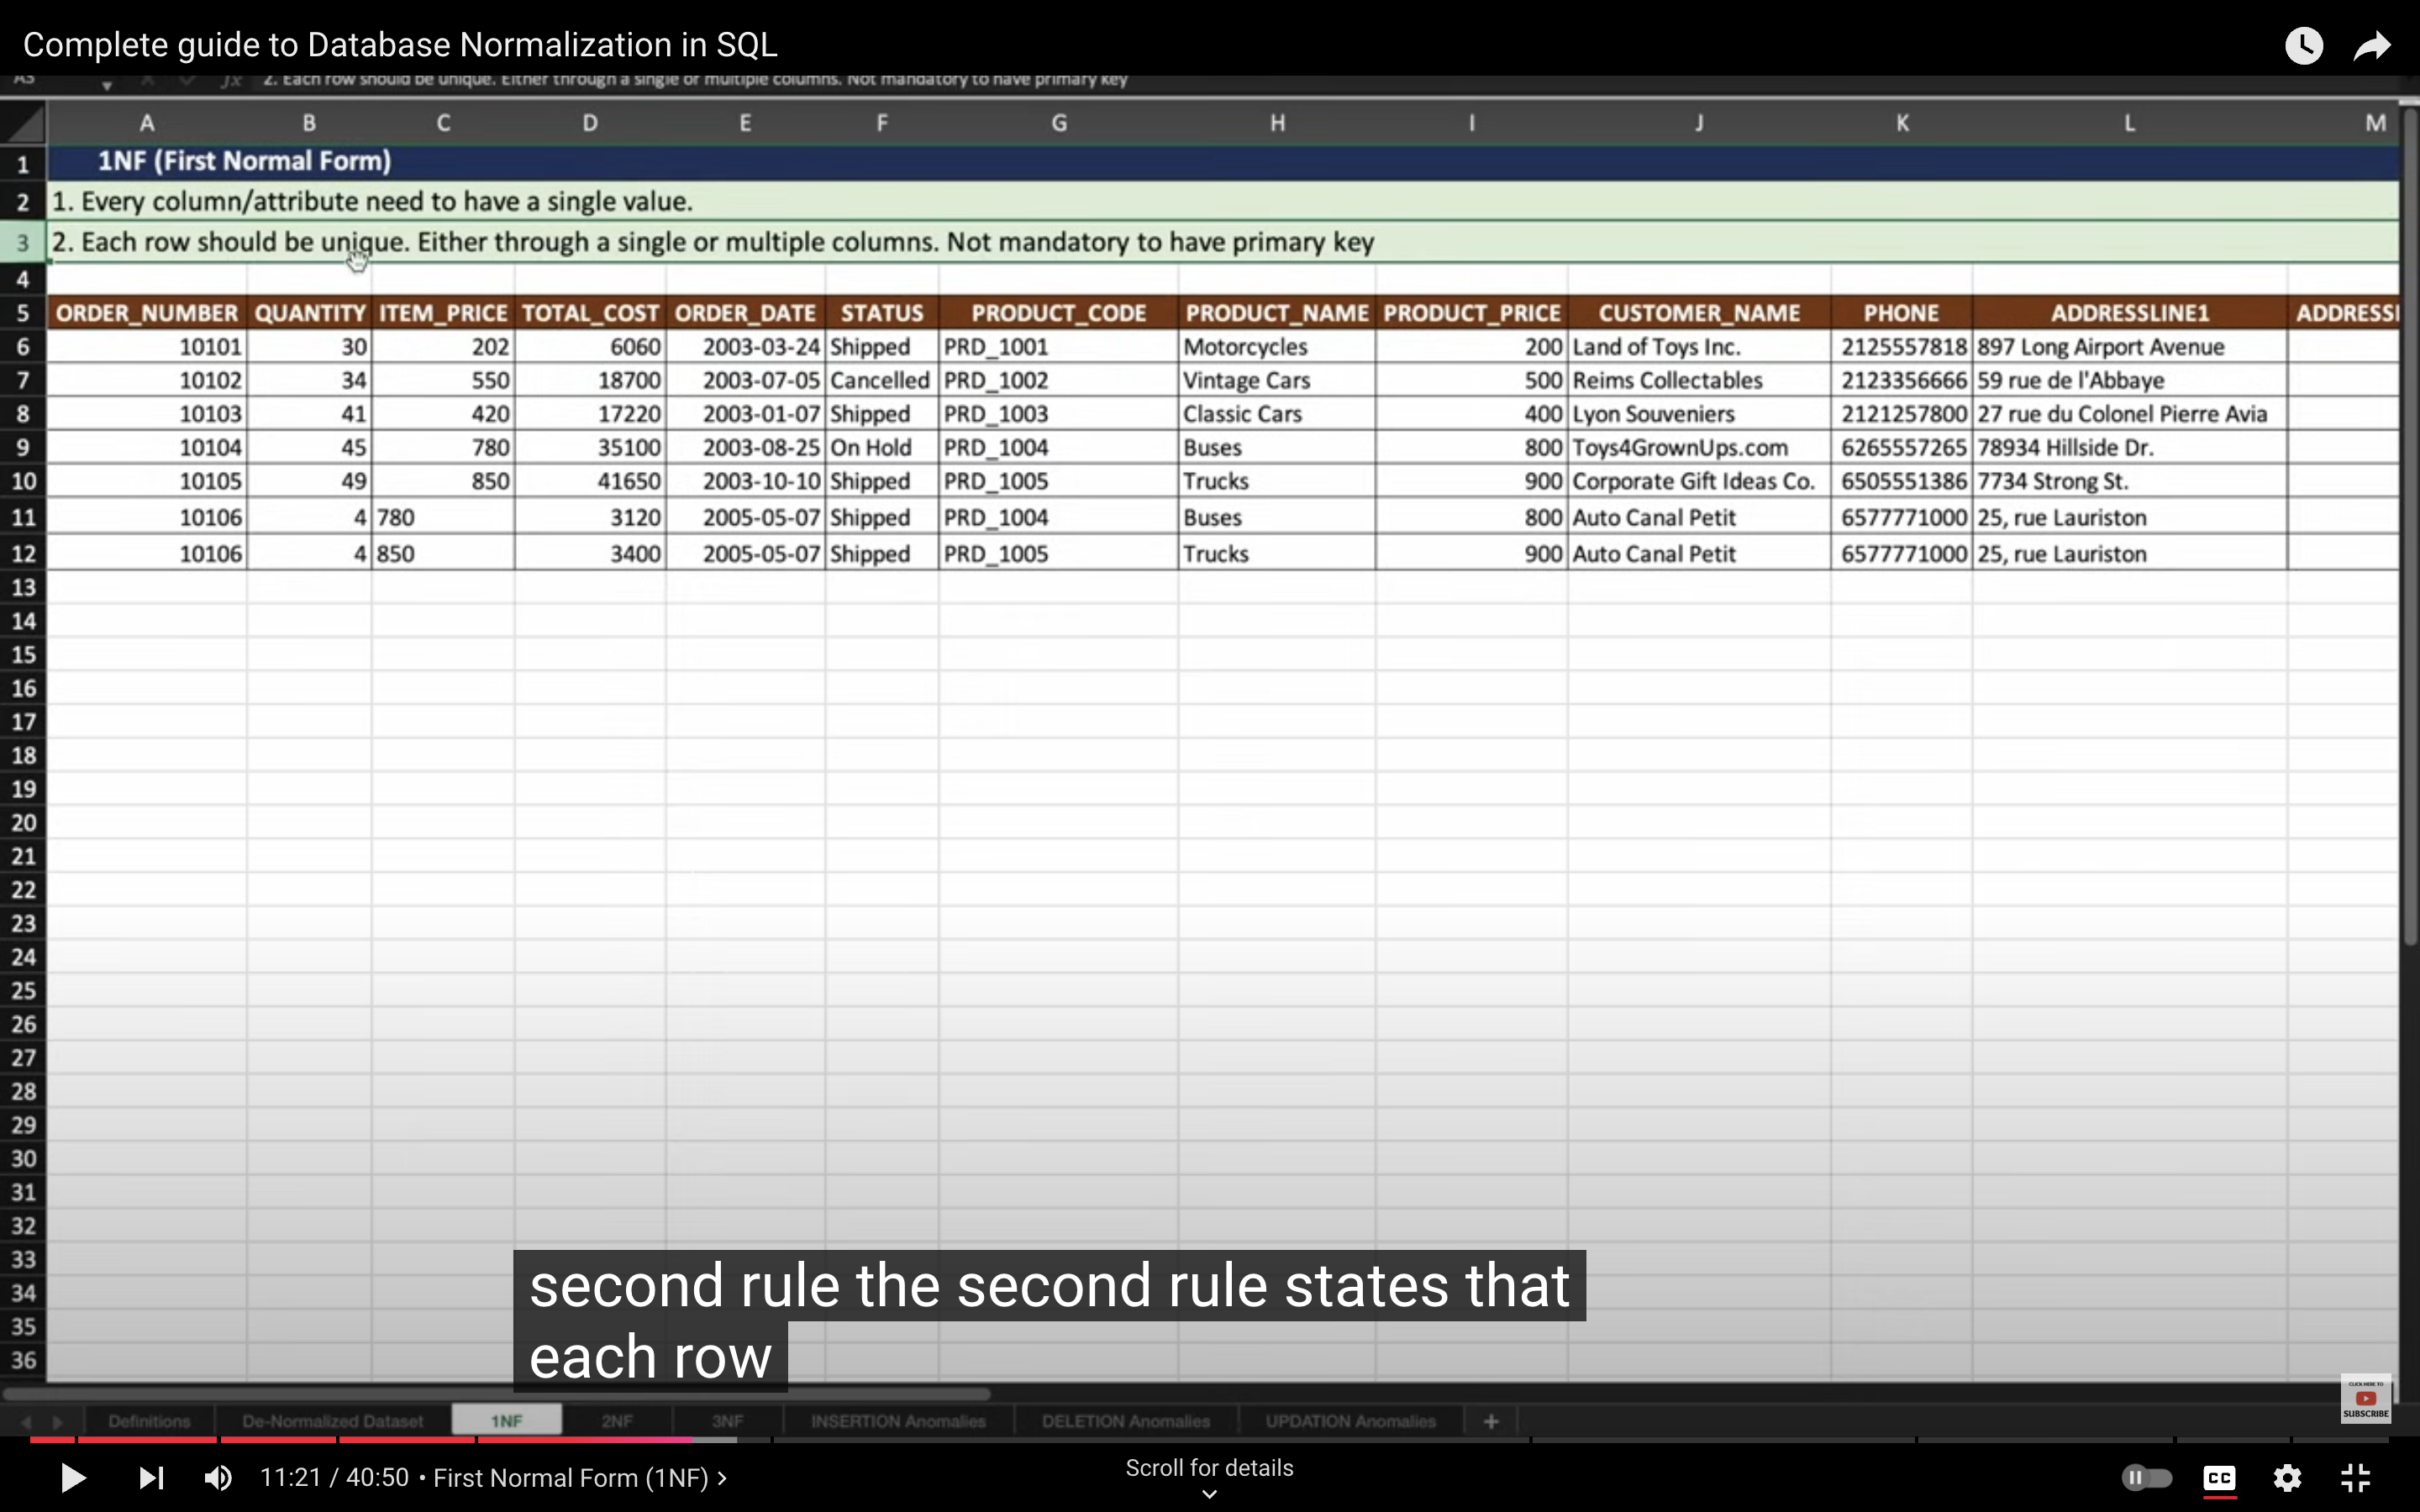 Complete guide to Database Normalization in SQL
A3 fx 2. Each row should be unique. Either through a single or multiple columns. Not mandatory to have primary key
A B C D E F G H I J K L M
1 1NF (First Normal Form)
2 1. Every column/attribute need to have a single value.
3 2. Each row should be unique. Either through a single or multiple columns. Not mandatory to have primary key
4
5 ORDER_NUMBER QUANTITY ITEM_PRICE TOTAL_COST ORDER_DATE STATUS PRODUCT_CODE PRODUCT_NAME PRODUCT_PRICE CUSTOMER_NAME PHONE ADDRESSLINE1 ADDRESSI
6 10101 30 202 6060 2003-03-24 Shipped PRD_1001 Motorcycles 200 Land of Toys Inc. 2125557818 897 Long Airport Avenue
7 10102 34 550 18700 2003-07-05 Cancelled PRD_1002 Vintage Cars 500 Reims Collectables 2123356666 59 rue de l'Abbaye
8 10103 41 420 17220 2003-01-07 Shipped PRD_1003 Classic Cars 400 Lyon Souveniers 2121257800 27 rue du Colonel Pierre Avia
9 10104 45 780 35100 2003-08-25 On Hold PRD_1004 Buses 800 Toys4GrownUps.com 6265557265 78934 Hillside Dr.
10 10105 49 850 41650 2003-10-10 Shipped PRD_1005 Trucks 900 Corporate Gift Ideas Co. 6505551386 7734 Strong St.
11 10106 4 780 3120 2005-05-07 Shipped PRD_1004 Buses 800 Auto Canal Petit 6577771000 25, rue Lauriston
12 10106 4 850 3400 2005-05-07 Shipped PRD_1005 Trucks 900 Auto Canal Petit 6577771000 25, rue Lauriston
13
14
15
16
17
18
19
20
21
22
23
24
25
26
27
28
29
30
31
32
33
34
35
36
second rule the second rule states that
each row
CLICK HERE TO
SUBSCRIBE
Definitions De-Normalized Dataset 1NF 2NF 3NF INSERTION Anomalies DELETION Anomalies UPDATION Anomalies +
11:21 / 40:50 • First Normal Form (1NF) >
Scroll for details
CC